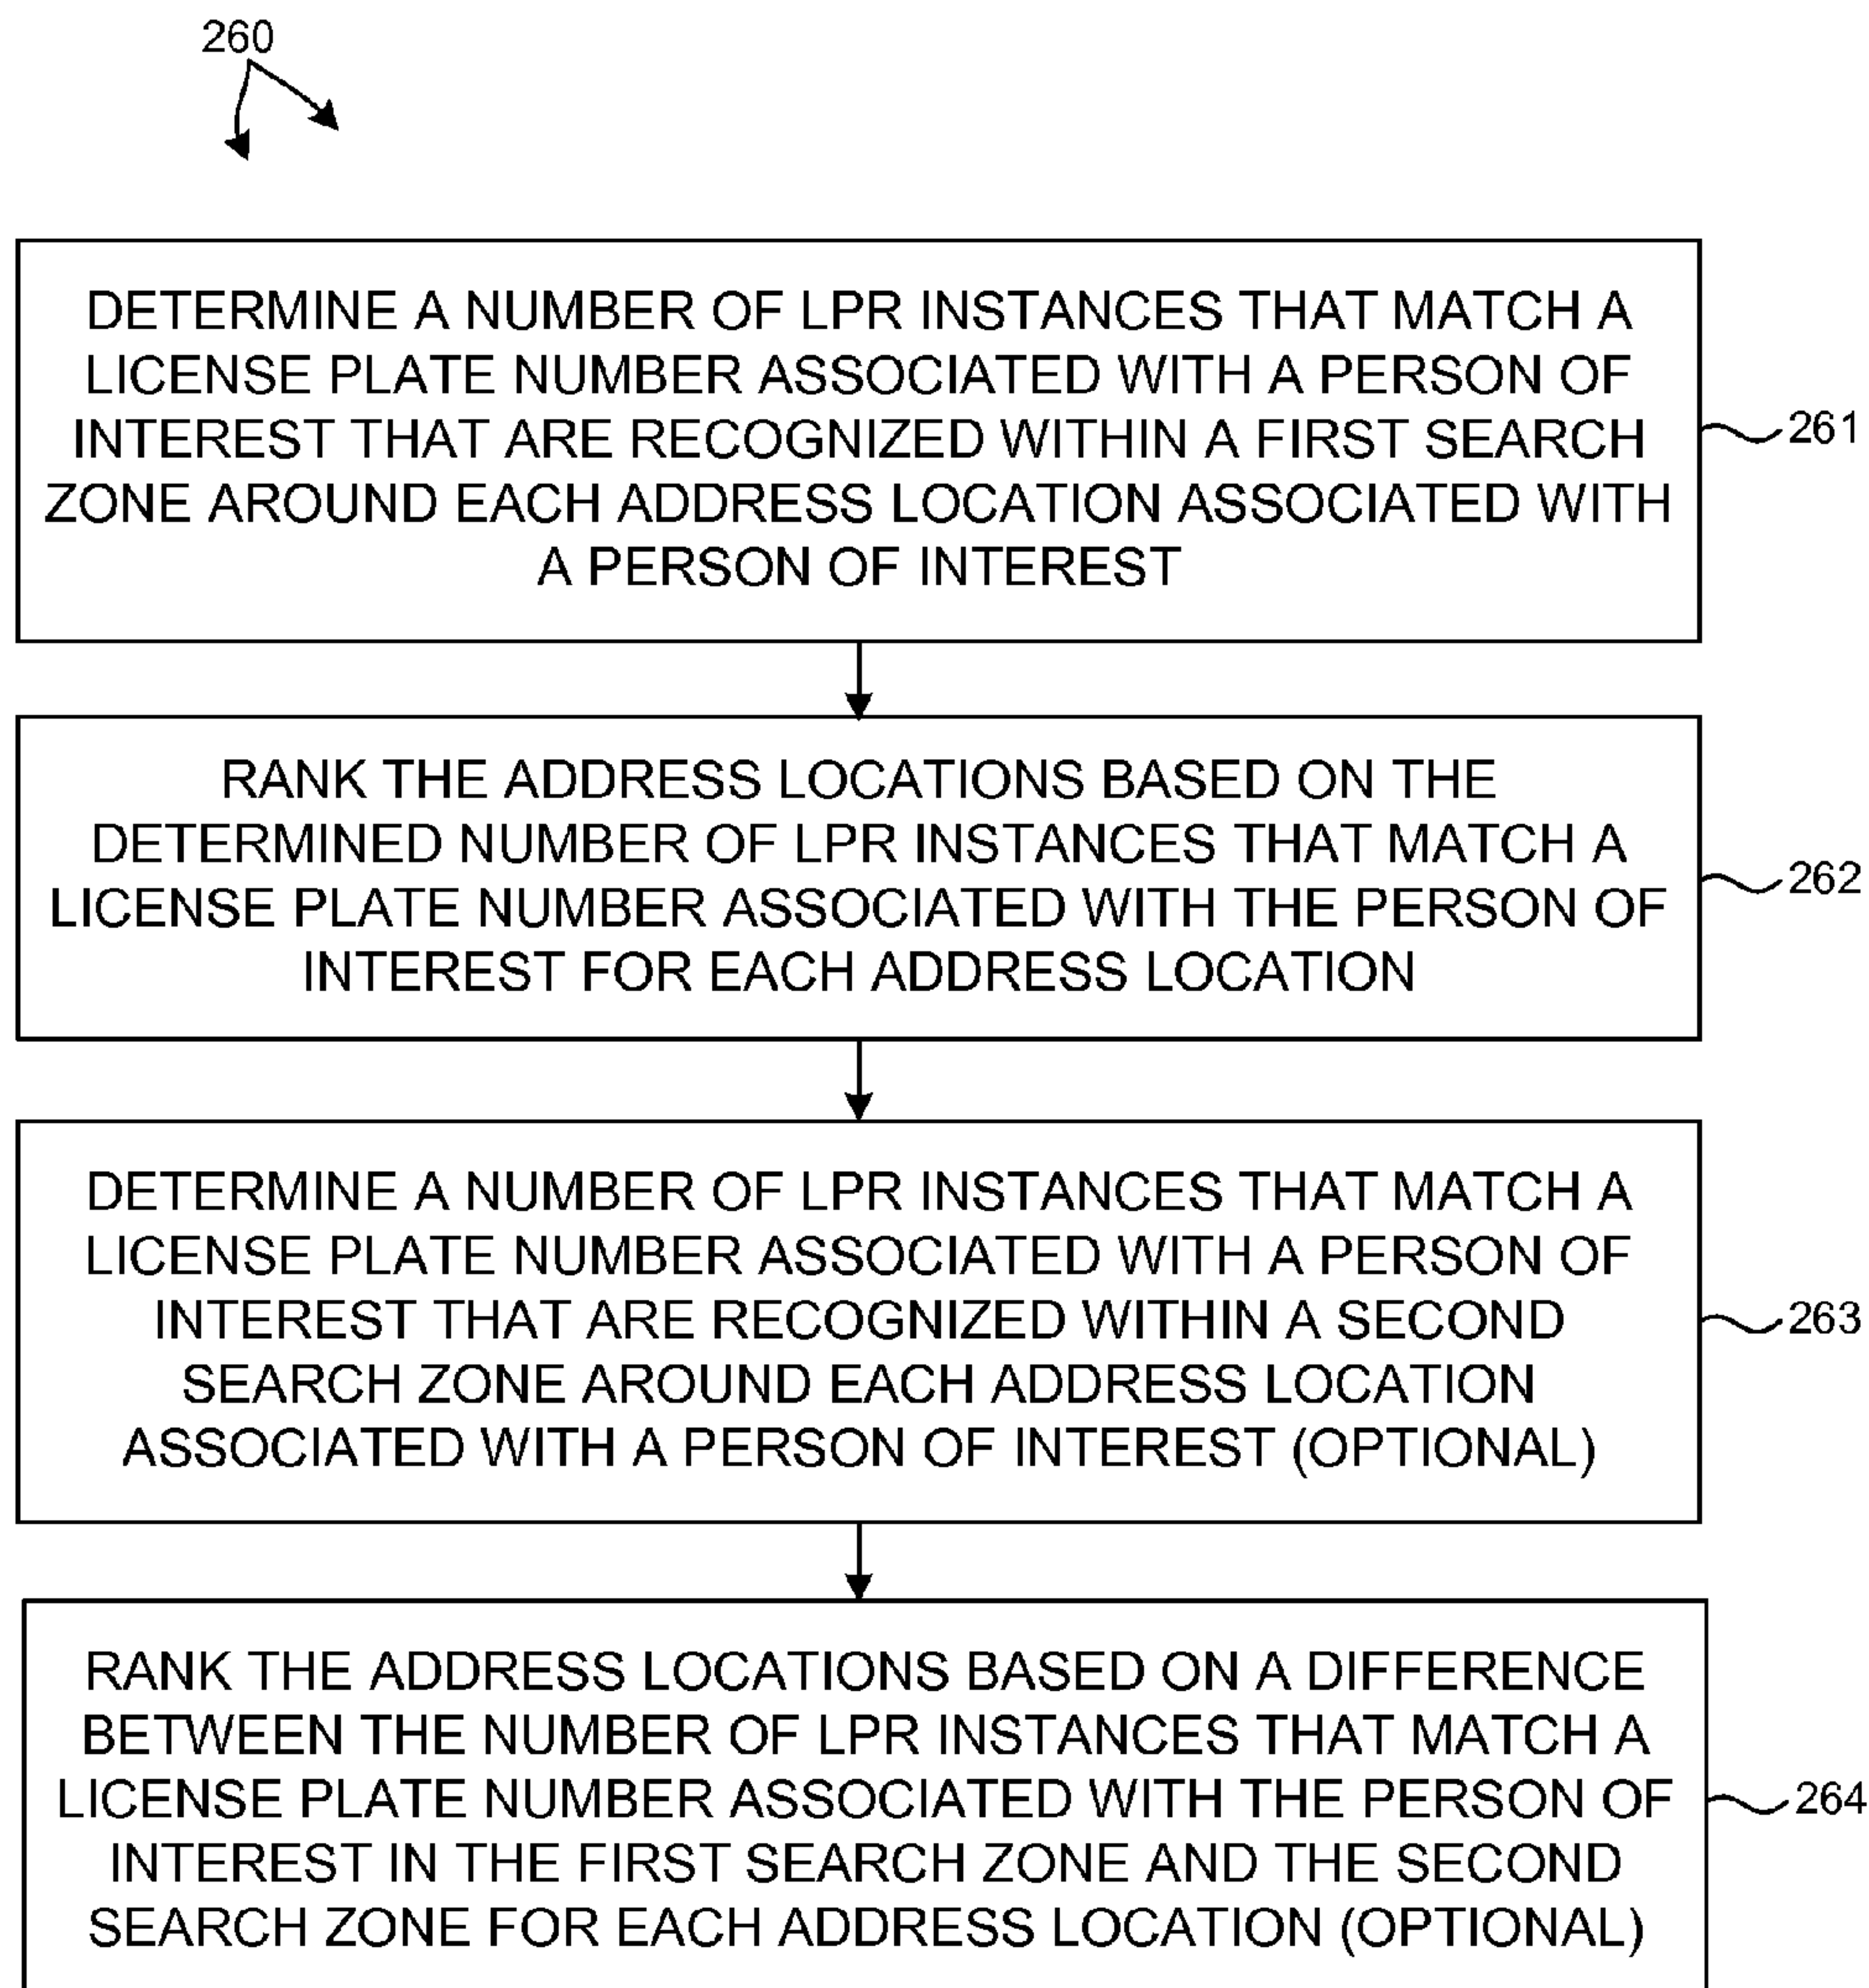 260
DETERMINE A NUMBER OF LPR INSTANCES THAT MATCH A
LICENSE PLATE NUMBER ASSOCIATED WITH A PERSON OF
INTEREST THAT ARE RECOGNIZED WITHIN A FIRST SEARCH
ZONE AROUND EACH ADDRESS LOCATION ASSOCIATED WITH
A PERSON OF INTEREST
261
RANK THE ADDRESS LOCATIONS BASED ON THE
DETERMINED NUMBER OF LPR INSTANCES THAT MATCH A
LICENSE PLATE NUMBER ASSOCIATED WITH THE PERSON OF
INTEREST FOR EACH ADDRESS LOCATION
262
DETERMINE A NUMBER OF LPR INSTANCES THAT MATCH A
LICENSE PLATE NUMBER ASSOCIATED WITH A PERSON OF
INTEREST THAT ARE RECOGNIZED WITHIN A SECOND
SEARCH ZONE AROUND EACH ADDRESS LOCATION
ASSOCIATED WITH A PERSON OF INTEREST (OPTIONAL)
263
RANK THE ADDRESS LOCATIONS BASED ON A DIFFERENCE
BETWEEN THE NUMBER OF LPR INSTANCES THAT MATCH A
LICENSE PLATE NUMBER ASSOCIATED WITH THE PERSON OF
INTEREST IN THE FIRST SEARCH ZONE AND THE SECOND
SEARCH ZONE FOR EACH ADDRESS LOCATION (OPTIONAL)
264